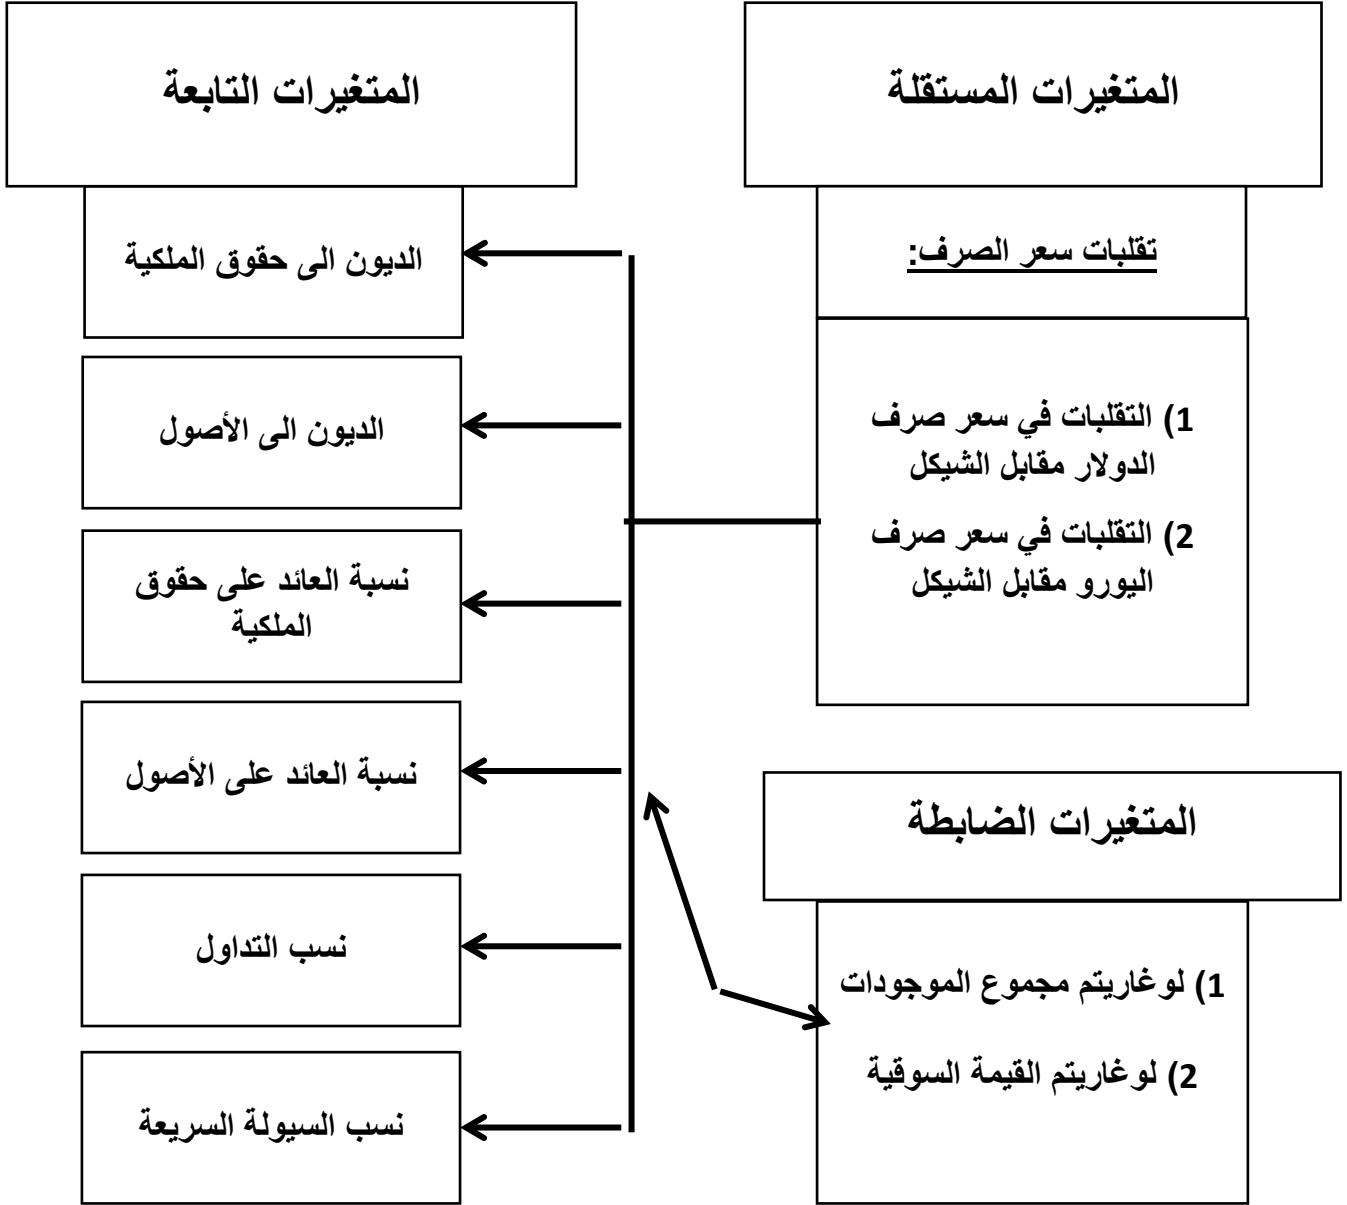 المتغيرات المستقلة
تقلبات سعر الصرف:
1) التقلبات في سعر صرف
الدولار مقابل الشيكل
2) التقلبات في سعر صرف
اليورو مقابل الشيكل
المتغيرات الضابطة
1) لوغاريتم مجموع الموجودات
2) لوغاريتم القيمة السوقية
المتغيرات التابعة
الديون الى حقوق الملكية
الديون الى الأصول
نسبة العائد على حقوق
الملكية
نسبة العائد على الأصول
نسب التداول
نسب السيولة السريعة